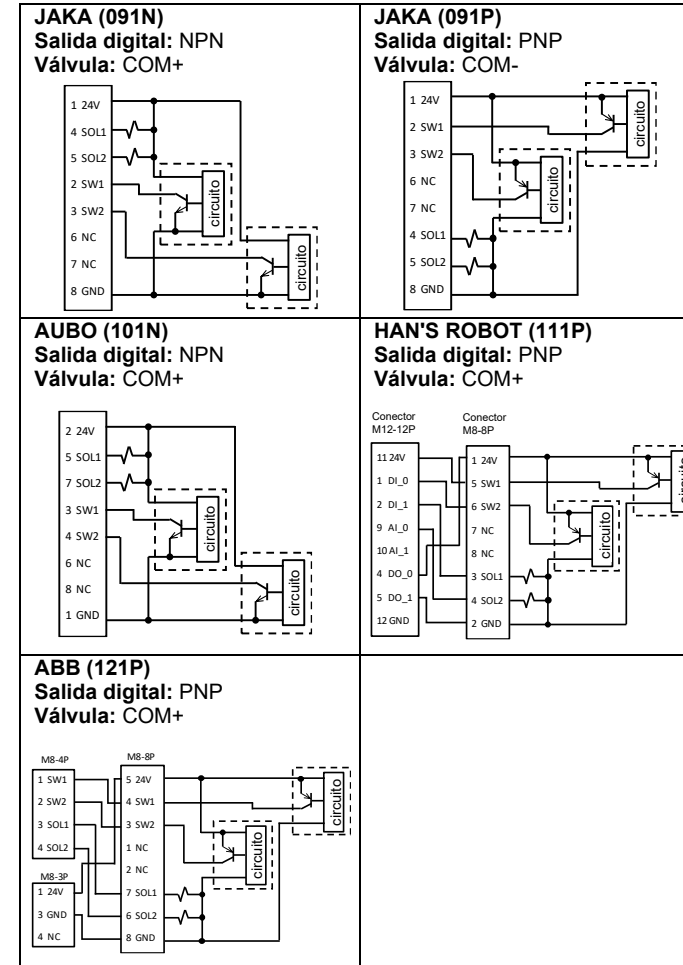 JAKA (091N)
Salida digital: NPN
Válvula: COM+
1 24V
4 SOL1
5 SOL2
2 SW1
3 SW2
6 NC
7 NC
8 GND
circuito
circuito
JAKA (091P)
Salida digital: PNP
Válvula: COM-
1 24V
2 SW1
3 SW2
6 NC
7 NC
4 SOL1
5 SOL2
8 GND
circuito
circuito
AUBO (101N)
Salida digital: NPN
Válvula: COM+
2 24V
5 SOL1
7 SOL2
3 SW1
4 SW2
6 NC
8 NC
1 GND
circuito
circuito
HAN'S ROBOT (111P)
Salida digital: PNP
Válvula: COM+
Conector
M12-12P
11 24V
1 DI_0
2 DI_1
9 AI_0
10 AI_1
4 DO_0
5 DO_1
12 GND
Conector
M8-8P
1 24V
5 SW1
6 SW2
7 NC
8 NC
3 SOL1
4 SOL2
2 GND
circuito
circuito
ABB (121P)
Salida digital: PNP
Válvula: COM+
M8-4P
1 SW1
2 SW2
3 SOL1
4 SOL2
M8-3P
1 24V
3 GND
4 NC
M8-8P
5 24V
4 SW1
3 SW2
1 NC
2 NC
7 SOL1
6 SOL2
8 GND
circuito
circuito